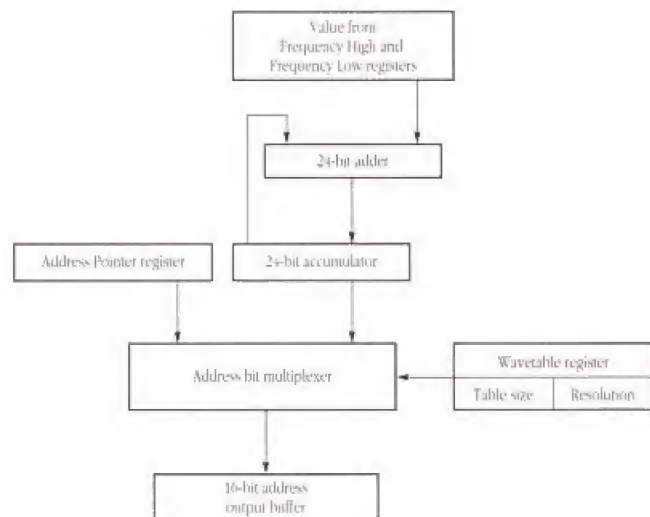 Value from
Frequency High and
Frequency Low registers
24-bit adder
Address Pointer register
24-bit accumulator
Address bit multiplexer
Wavetable register
Table size
Resolution
16-bit address
output buffer